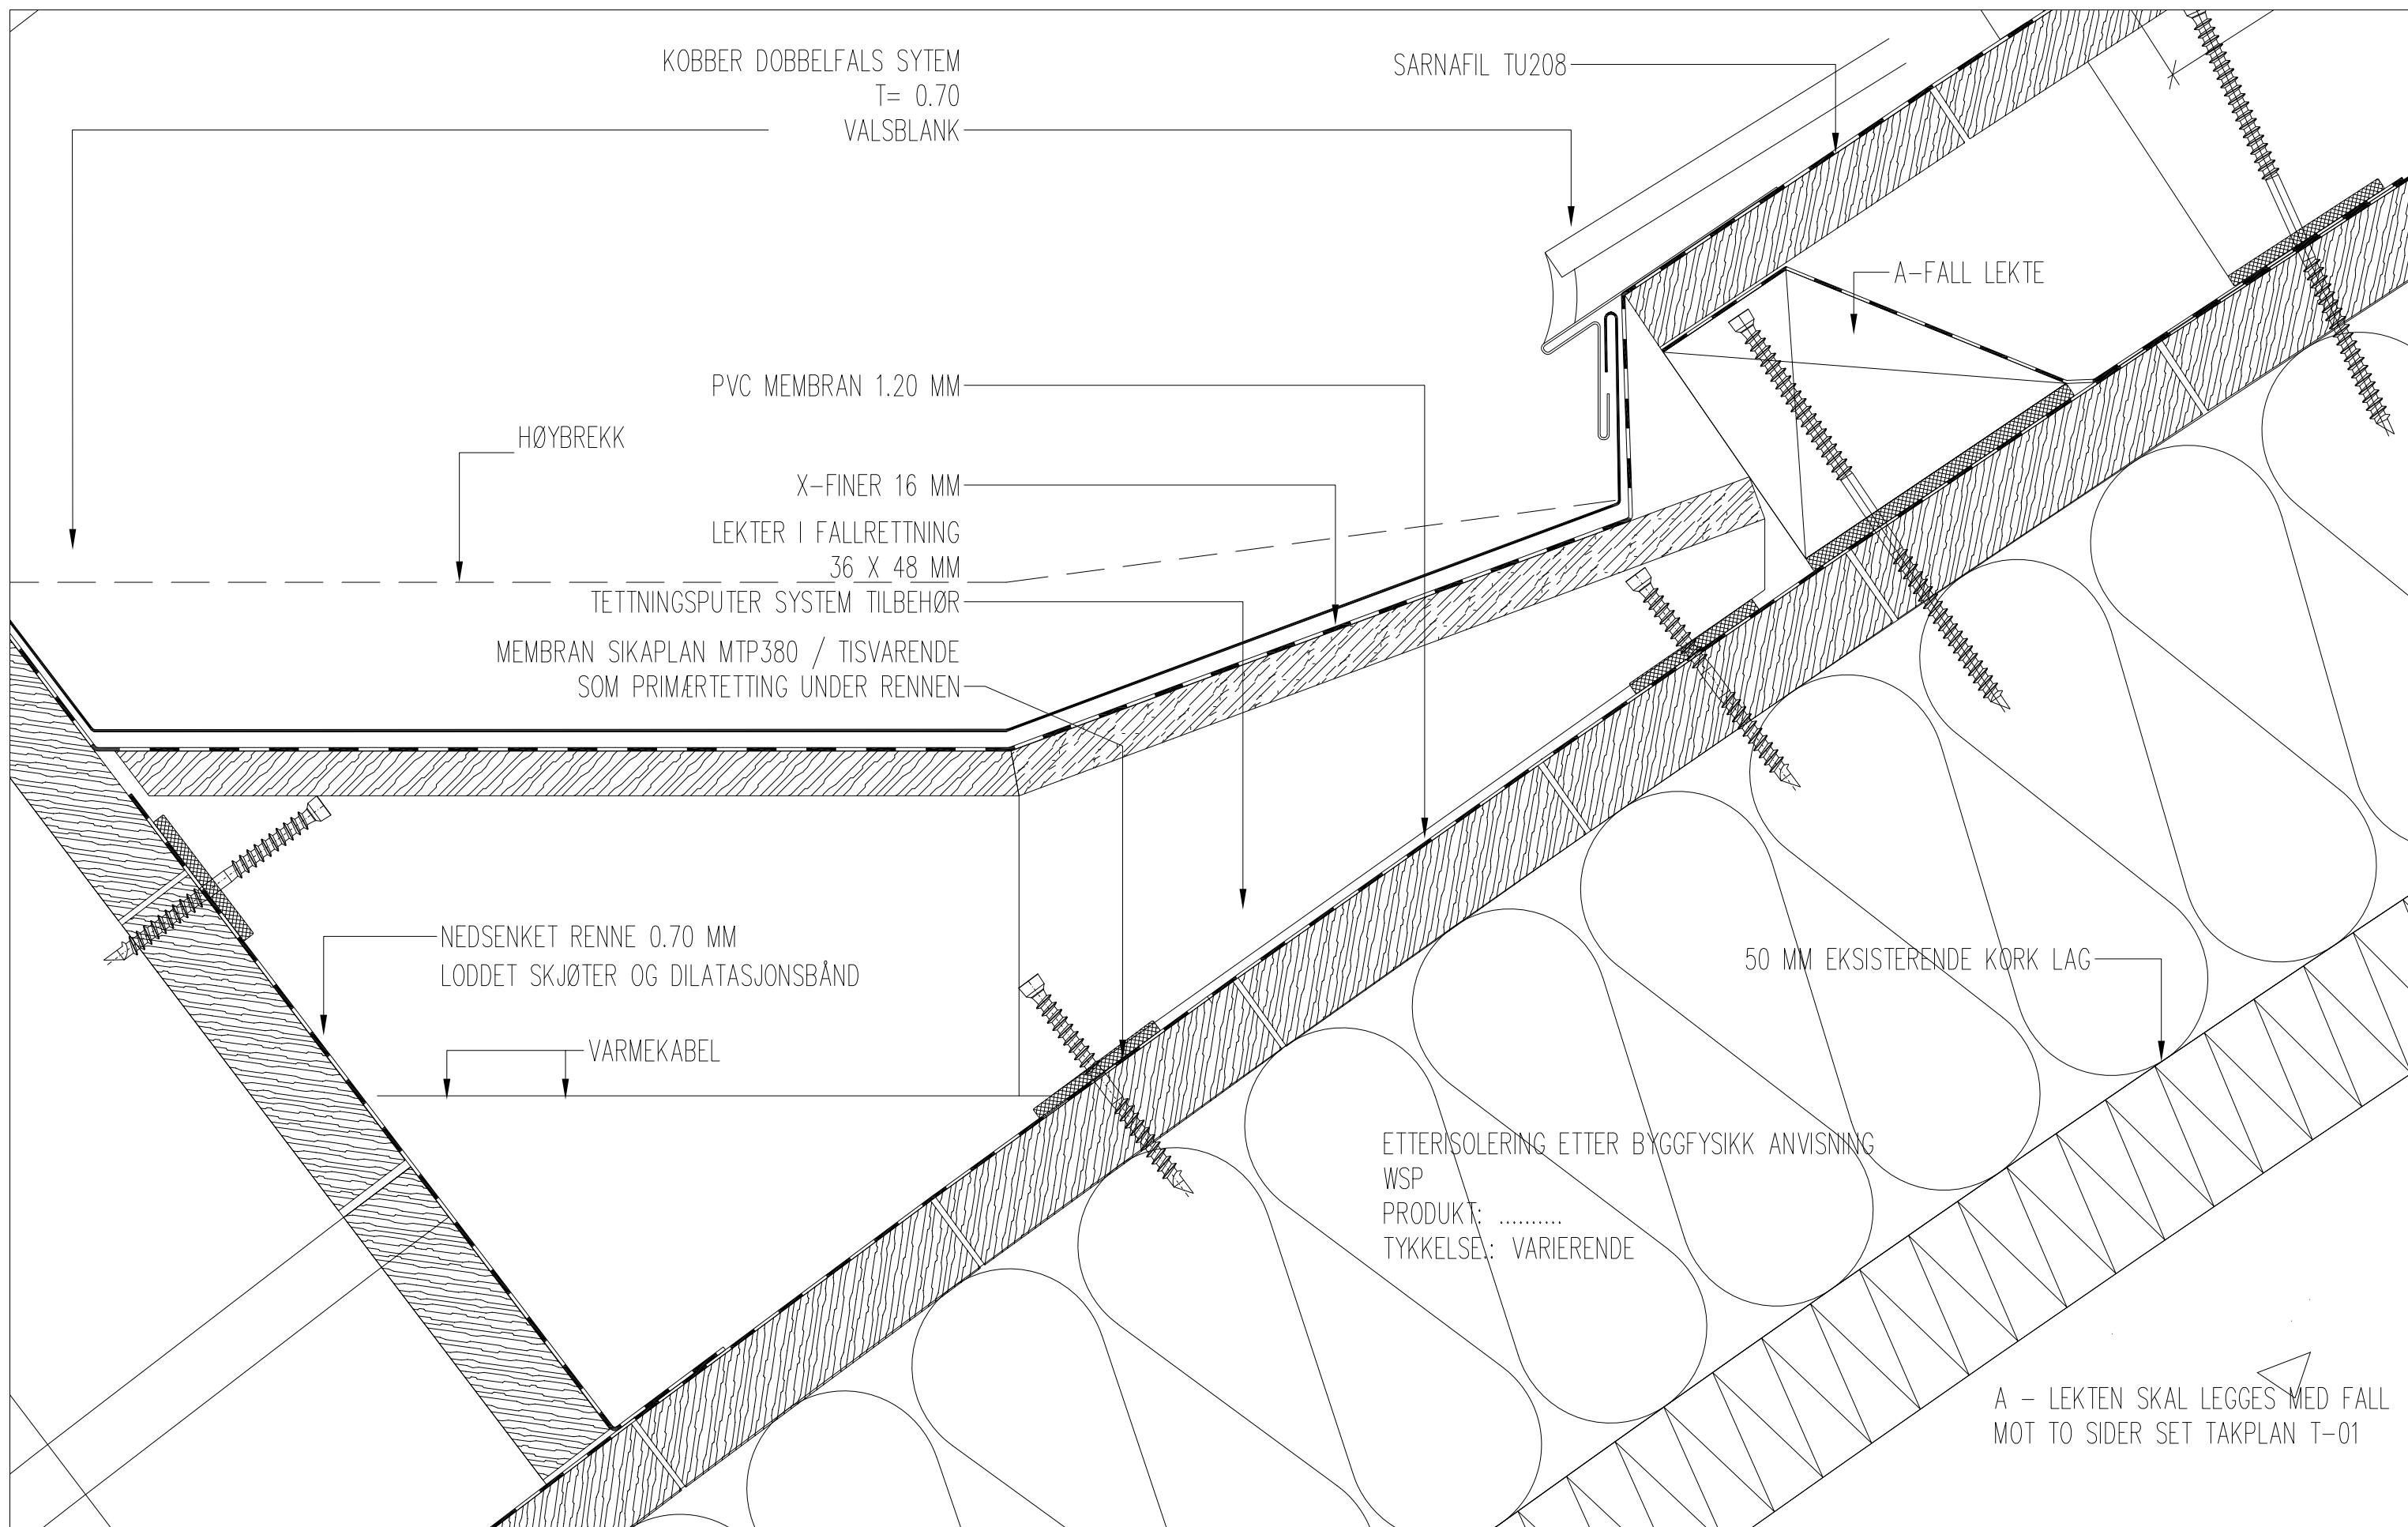 KOBBER DOBBELFALS SYTEM
T= 0.70
VALSBLANK
SARNAFIL TU208
A-FALL LEKTE
PVC MEMBRAN 1.20 MM
HØYBREKK
X-FINER 16 MM
LEKTER I FALLRETTNING
36 X 48 MM
TETTNINGSPUTER SYSTEM TILBEHØR
MEMBRAN SIKAPLAN MTP380 / TISVARENDE
SOM PRIMÆRTETTING UNDER RENNEN
NEDSENKET RENNE 0.70 MM
LODDET SKJØTER OG DILATASJONSBÅND
VARMEKABEL
50 MM EKSISTERENDE KORK LAG
ETTERISOLERING ETTER BYGGFYSIKK ANVISNING
WSP
PRODUKT: ..........
TYKKELSE.: VARIERENDE
A - LEKTEN SKAL LEGGES MED FALL
MOT TO SIDER SET TAKPLAN T-01